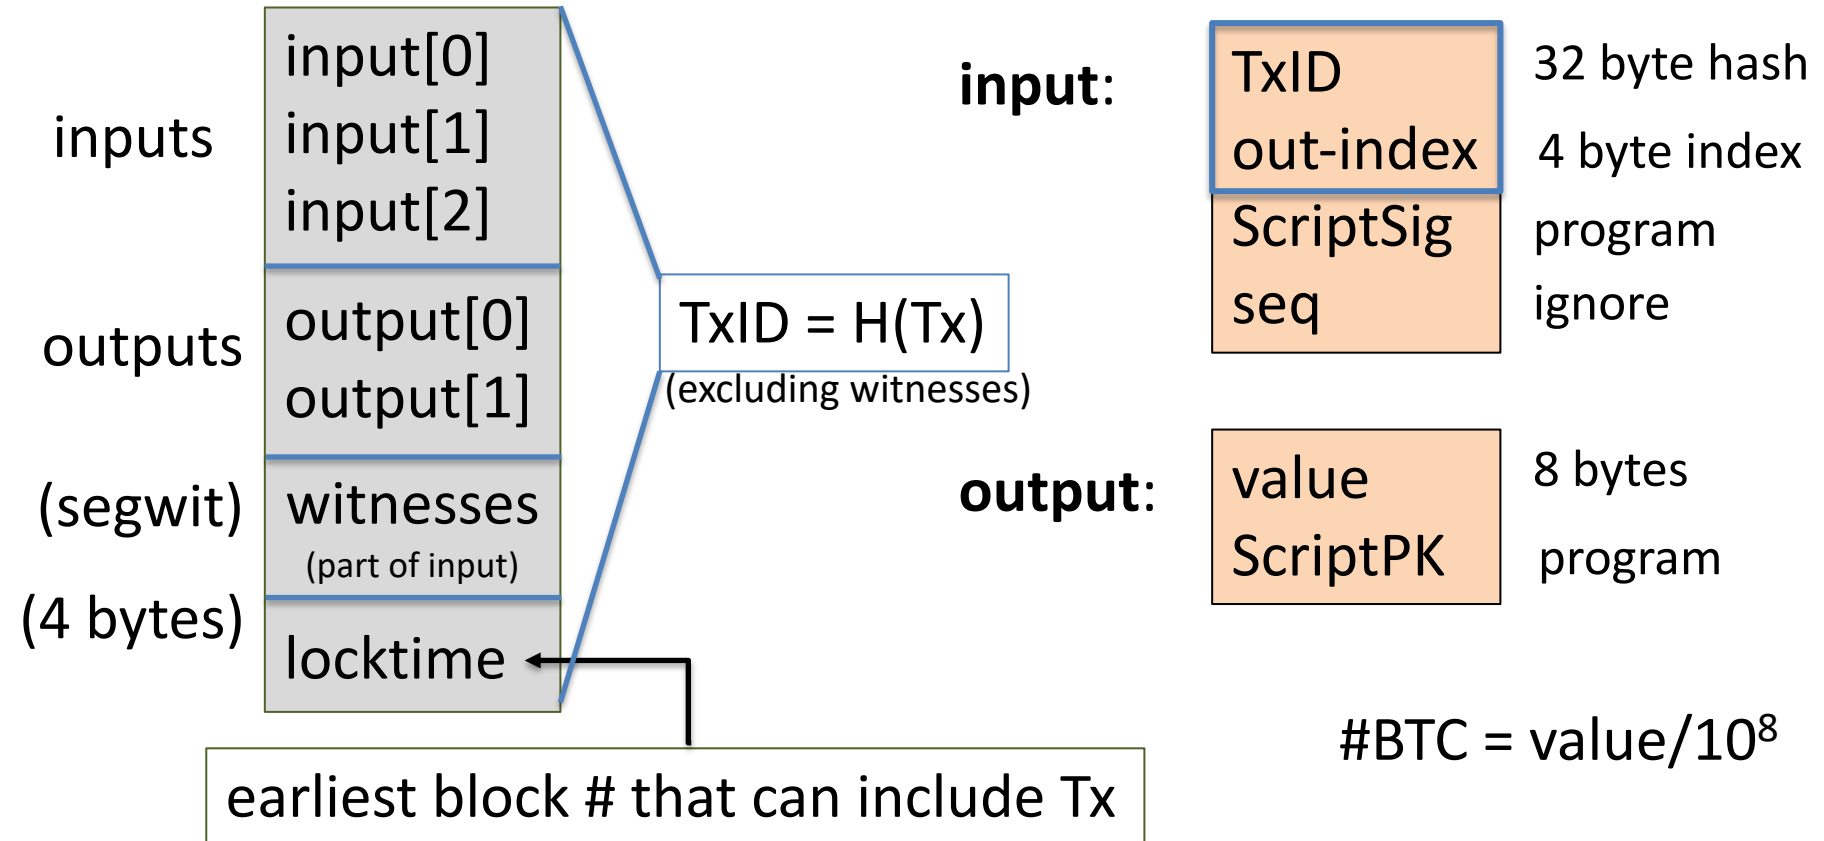 inputs
input[0]
input[1]
input[2]
outputs
output[0]
output[1]
(segwit)
witnesses
(part of input)
(4 bytes)
locktime
TxID = H(Tx)
(excluding witnesses)
earliest block # that can include Tx
input:
TxID 32 byte hash
out-index 4 byte index
ScriptSig program
seq ignore
output:
value 8 bytes
ScriptPK program
#BTC = value/10⁸